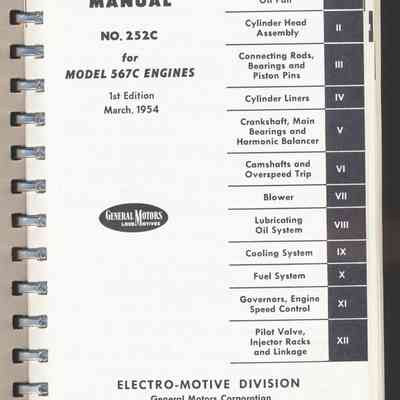 MANUAL
NO. 252C
for
MODEL 567C ENGINES
1st Edition
March, 1954
GENERAL MOTORS
LOCOMOTIVES
Oil Pan
Cylinder Head
Assembly
II
Connecting Rods,
Bearings and
Piston Pins
III
Cylinder Liners
IV
Crankshaft, Main
Bearings and
Harmonic Balancer
V
Camshafts and
Overspeed Trip
VI
Blower
VII
Lubricating
Oil System
VIII
Cooling System
IX
Fuel System
X
Governors, Engine
Speed Control
XI
Pilot Valve,
Injector Racks
and Linkage
XII
ELECTRO-MOTIVE DIVISION
General Motors Corporation